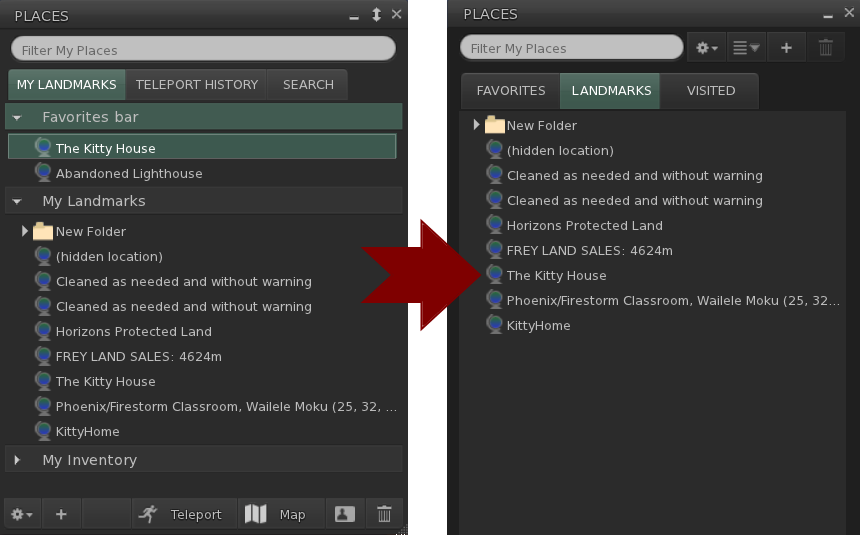 PLACES
Filter My Places
MY LANDMARKS TELEPORT HISTORY SEARCH
Favorites bar
The Kitty House
Abandoned Lighthouse
My Landmarks
New Folder
(hidden location)
Cleaned as needed and without warning
Cleaned as needed and without warning
Horizons Protected Land
FREY LAND SALES: 4624m
The Kitty House
Phoenix/Firestorm Classroom, Wailele Moku (25, 32, ...
KittyHome
My Inventory
Teleport Map
PLACES
Filter My Places
FAVORITES LANDMARKS VISITED
New Folder
(hidden location)
Cleaned as needed and without warning
Cleaned as needed and without warning
Horizons Protected Land
FREY LAND SALES: 4624m
The Kitty House
Phoenix/Firestorm Classroom, Wailele Moku (25, 32...
KittyHome